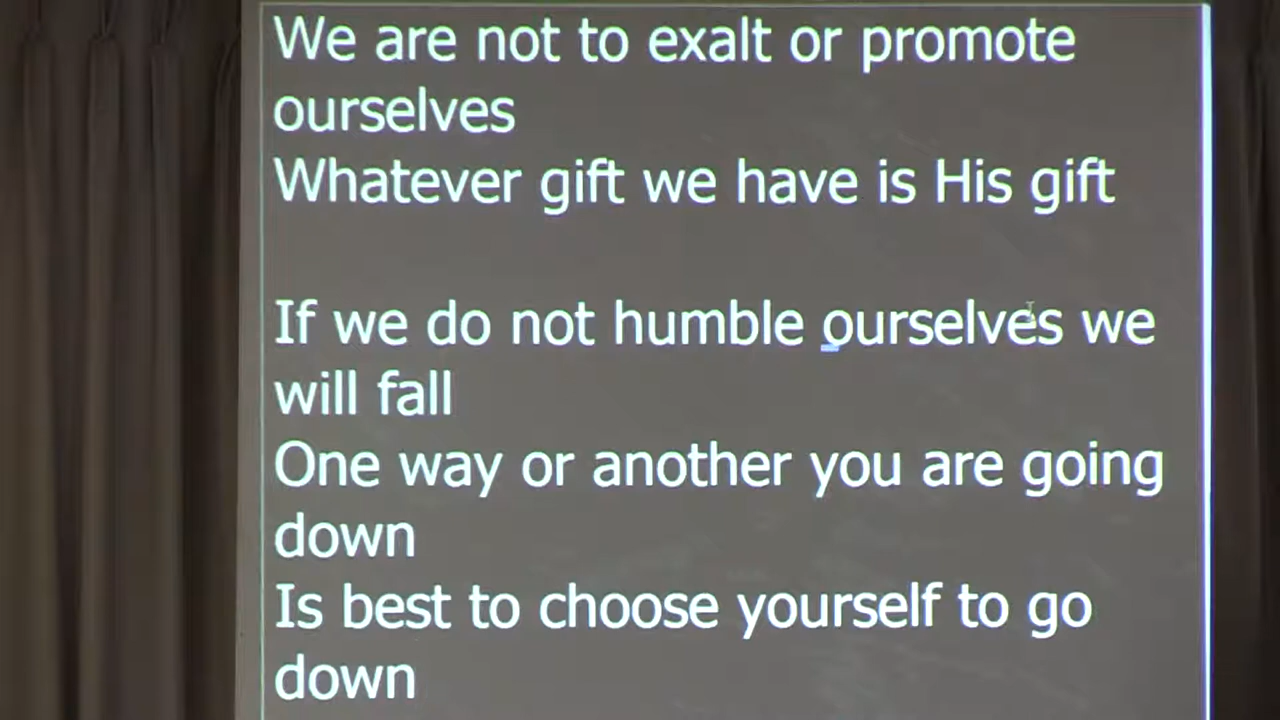 We are not to exalt or promote
ourselves
Whatever gift we have is His gift
If we do not humble ourselves we
will fall
One way or another you are going
down
Is best to choose yourself to go
down